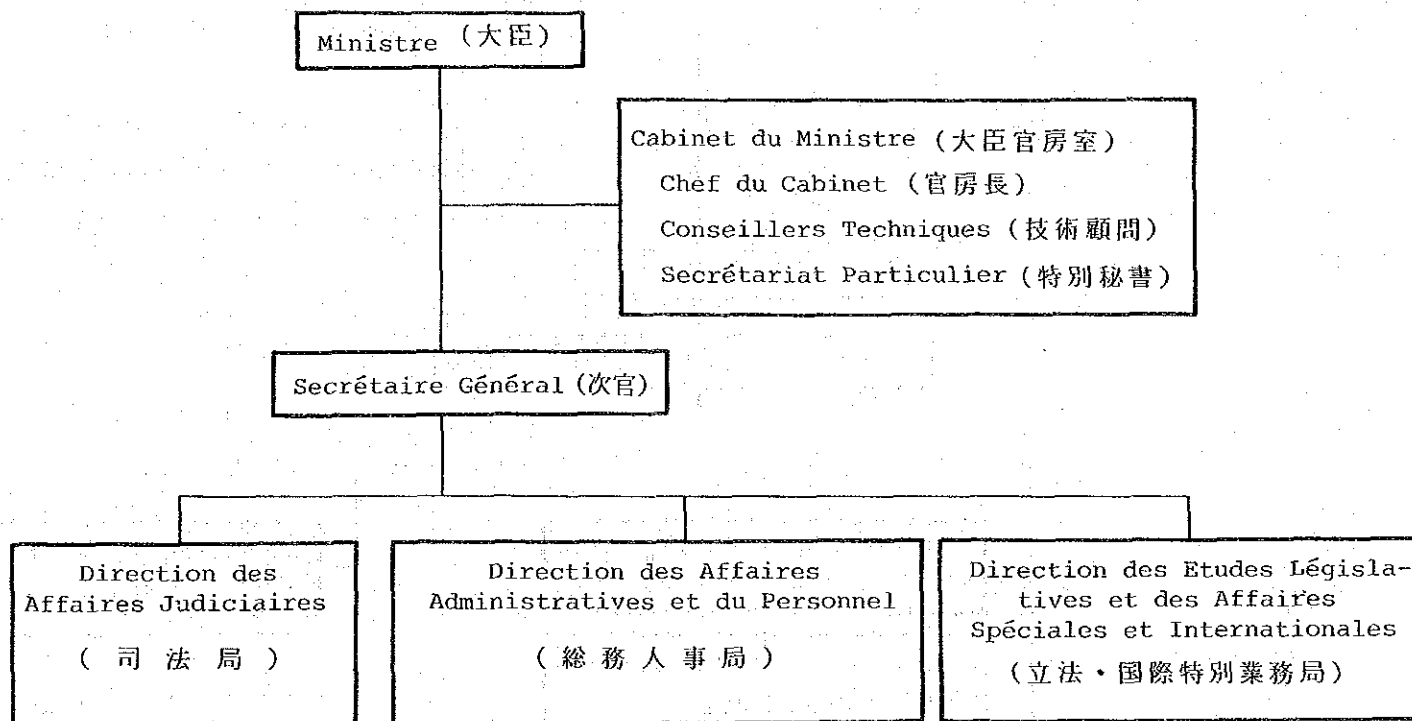 Ministre (大臣)
Cabinet du Ministre (大臣官房室)
Chef du Cabinet (官房長)
Conseillers Techniques (技術顧問)
Secrétariat Particulier (特別秘書)
Secrétaire Général (次官)
Direction des
Affaires Judiciaires
(司法局)
Direction des Affaires
Administratives et du Personnel
(総務人事局)
Direction des Etudes Législa-
tives et des Affaires
Spéciales et Internationales
(立法・国際特別業務局)